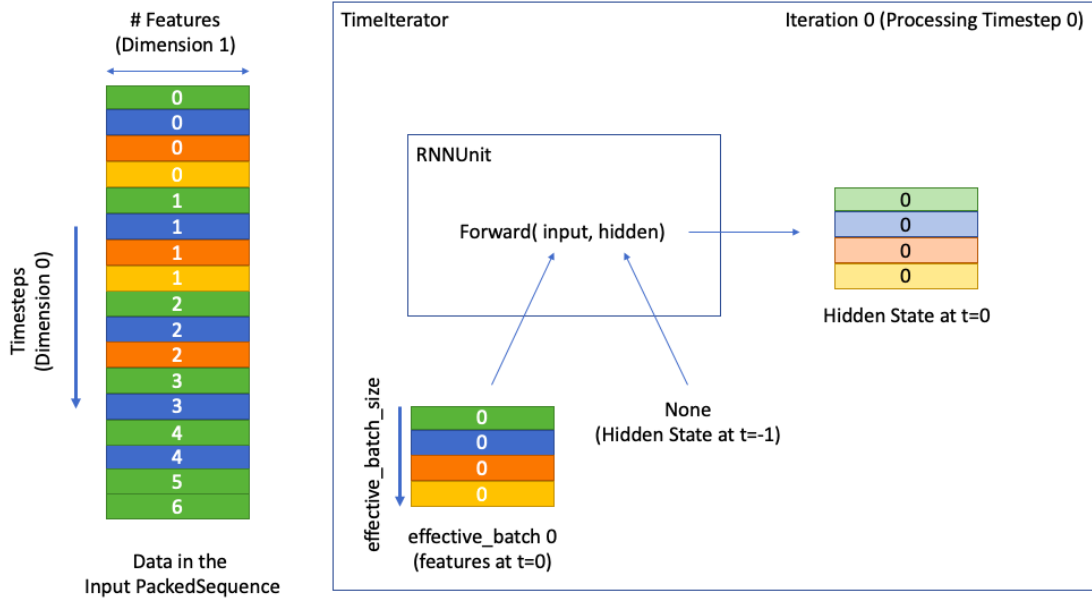 # Features
(Dimension 1)
0
0
0
0
1
1
1
1
2
2
2
3
3
4
4
5
6
Timesteps
(Dimension 0)
Data in the
Input PackedSequence
TimeIterator
Iteration 0 (Processing Timestep 0)
RNNUnit
Forward( input, hidden)
0
0
0
0
Hidden State at t=0
effective_batch_size
0
0
0
0
effective_batch 0
(features at t=0)
None
(Hidden State at t=-1)